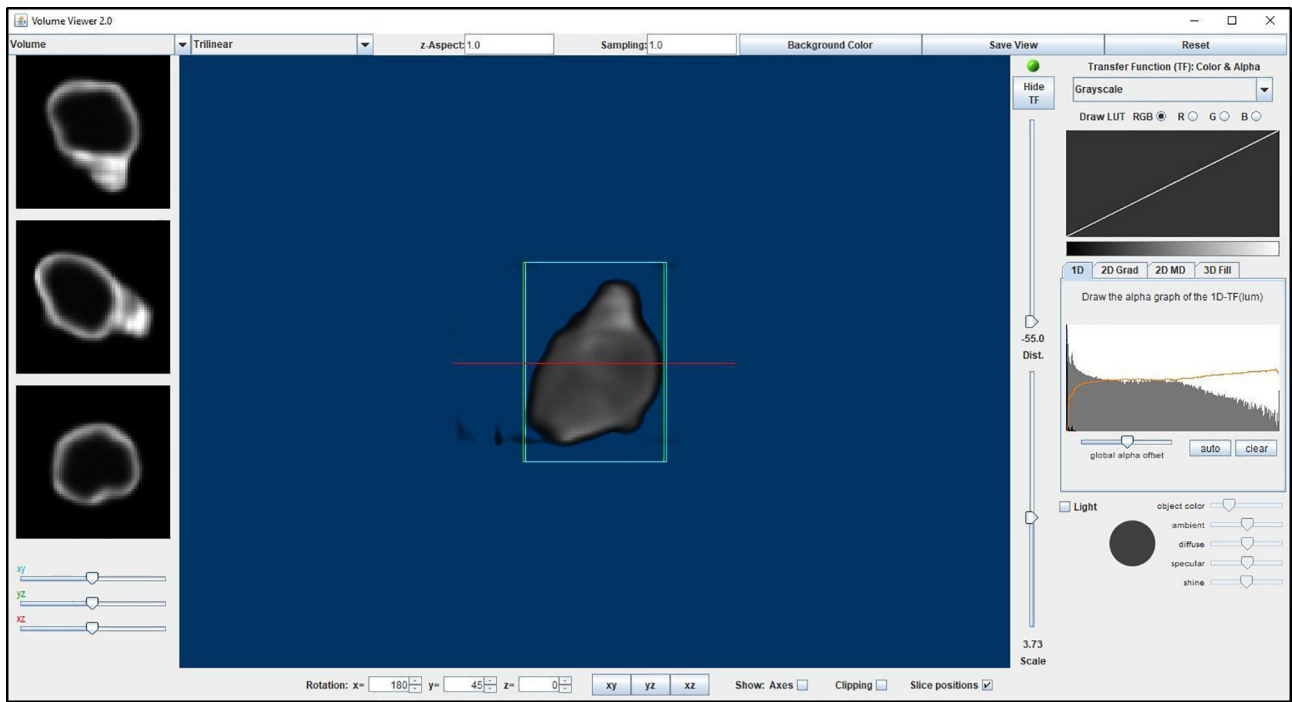 Volume Viewer 2.0
Volume Trilinear z-Aspect: 1.0 Sampling: 1.0 Background Color Save View Reset
Transfer Function (TF): Color & Alpha
Hide TF
Grayscale
Draw LUT RGB R G B
1D 2D Grad 2D MD 3D Fill
Draw the alpha graph of the 1D-TF(lum)
-55.0
Dist.
global alpha offset auto clear
Light
object color
ambient
diffuse
specular
shine
xy
yz
xz
3.73
Scale
Rotation: x= 180 y= 45 z= 0 xy yz xz Show: Axes Clipping Slice positions